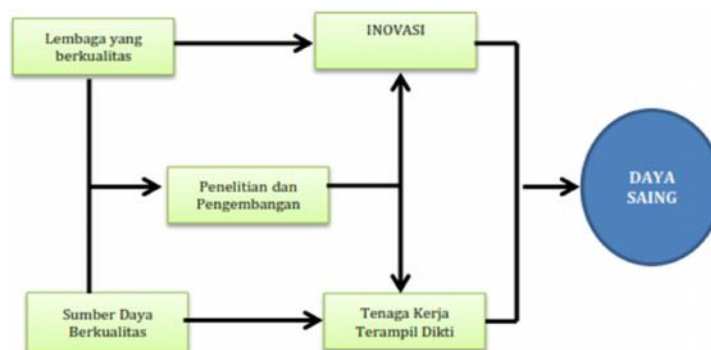 Lembaga yang
berkualitas
INOVASI
Penelitian dan
Pengembangan
DAYA
SAING
Sumber Daya
Berkualitas
Tenaga Kerja
Terampil Dikti